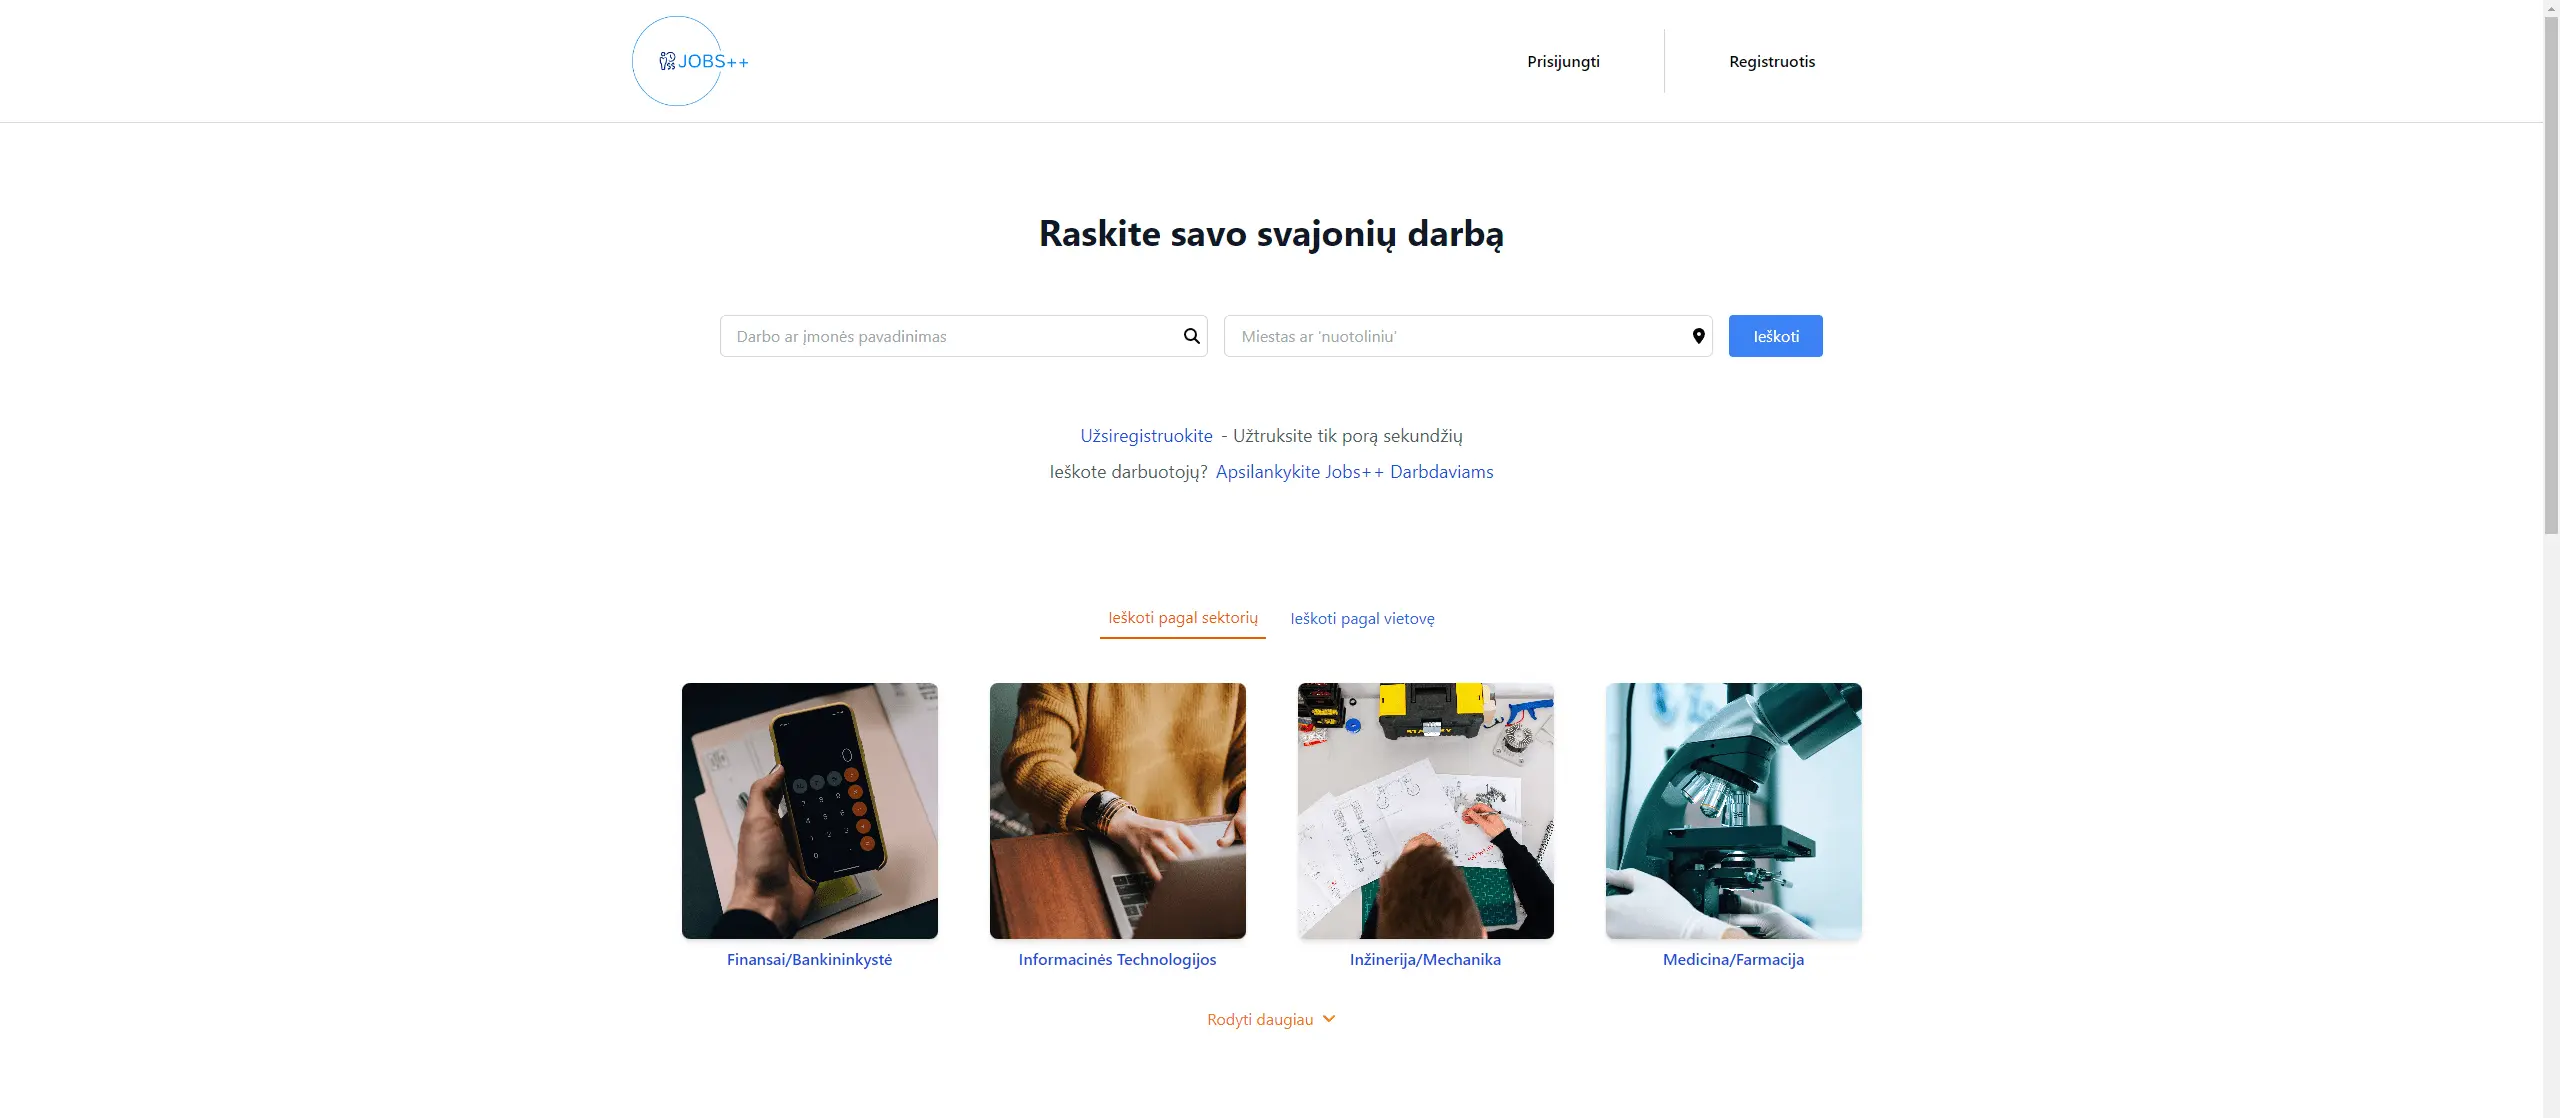 JOBS++
Prisijungti
Registruotis
Raskite savo svajonių darbą
Darbo ar įmonės pavadinimas
Miestas ar 'nuotoliniu'
Ieškoti
Užsiregistruokite - Užtruksite tik porą sekundžių
Ieškote darbuotojų? Apsilankykite Jobs++ Darbdaviams
Ieškoti pagal sektorių
Ieškoti pagal vietovę
Finansai/Bankininkystė
Informacinės Technologijos
Inžinerija/Mechanika
Medicina/Farmacija
Rodyti daugiau